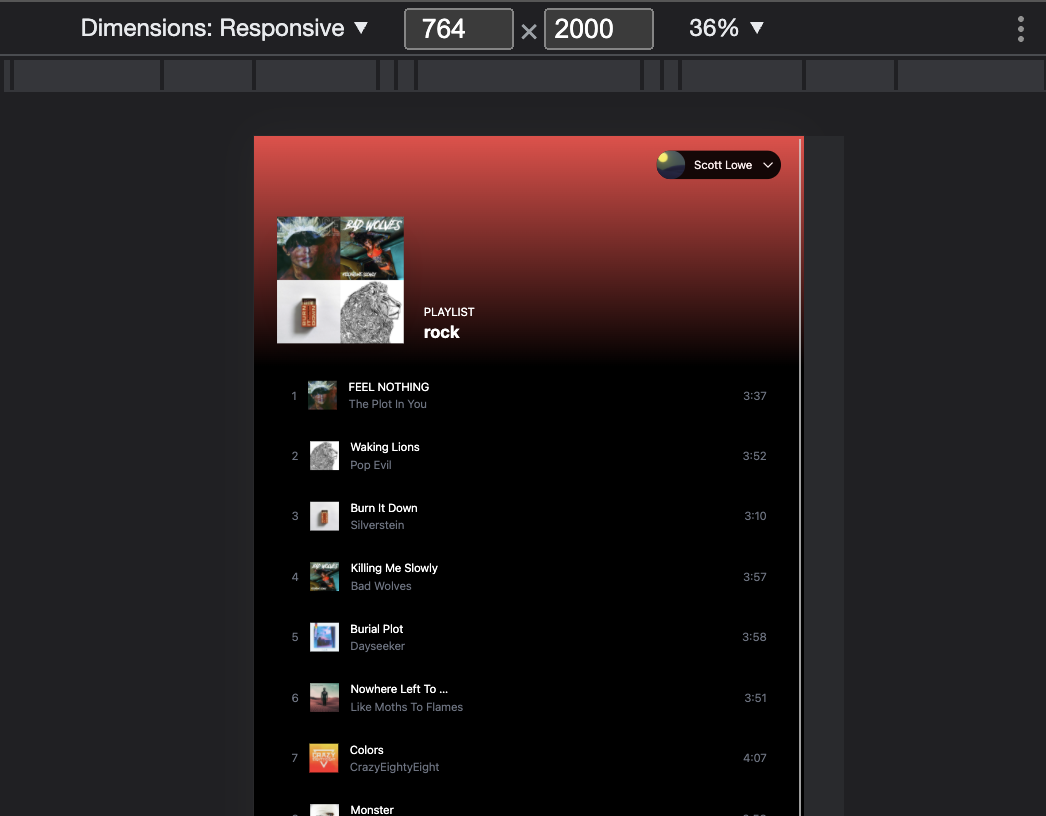 Dimensions: Responsive ▼ 764 × 2000 36% ▼
Scott Lowe
BAD WOLVES
PLAYLIST
rock
1 FEEL NOTHING 3:37
The Plot In You
2 Waking Lions 3:52
Pop Evil
3 Burn It Down 3:10
Silverstein
4 Killing Me Slowly 3:57
Bad Wolves
5 Burial Plot 3:58
Dayseeker
6 Nowhere Left To ... 3:51
Like Moths To Flames
7 Colors 4:07
CrazyEightyEight
Monster